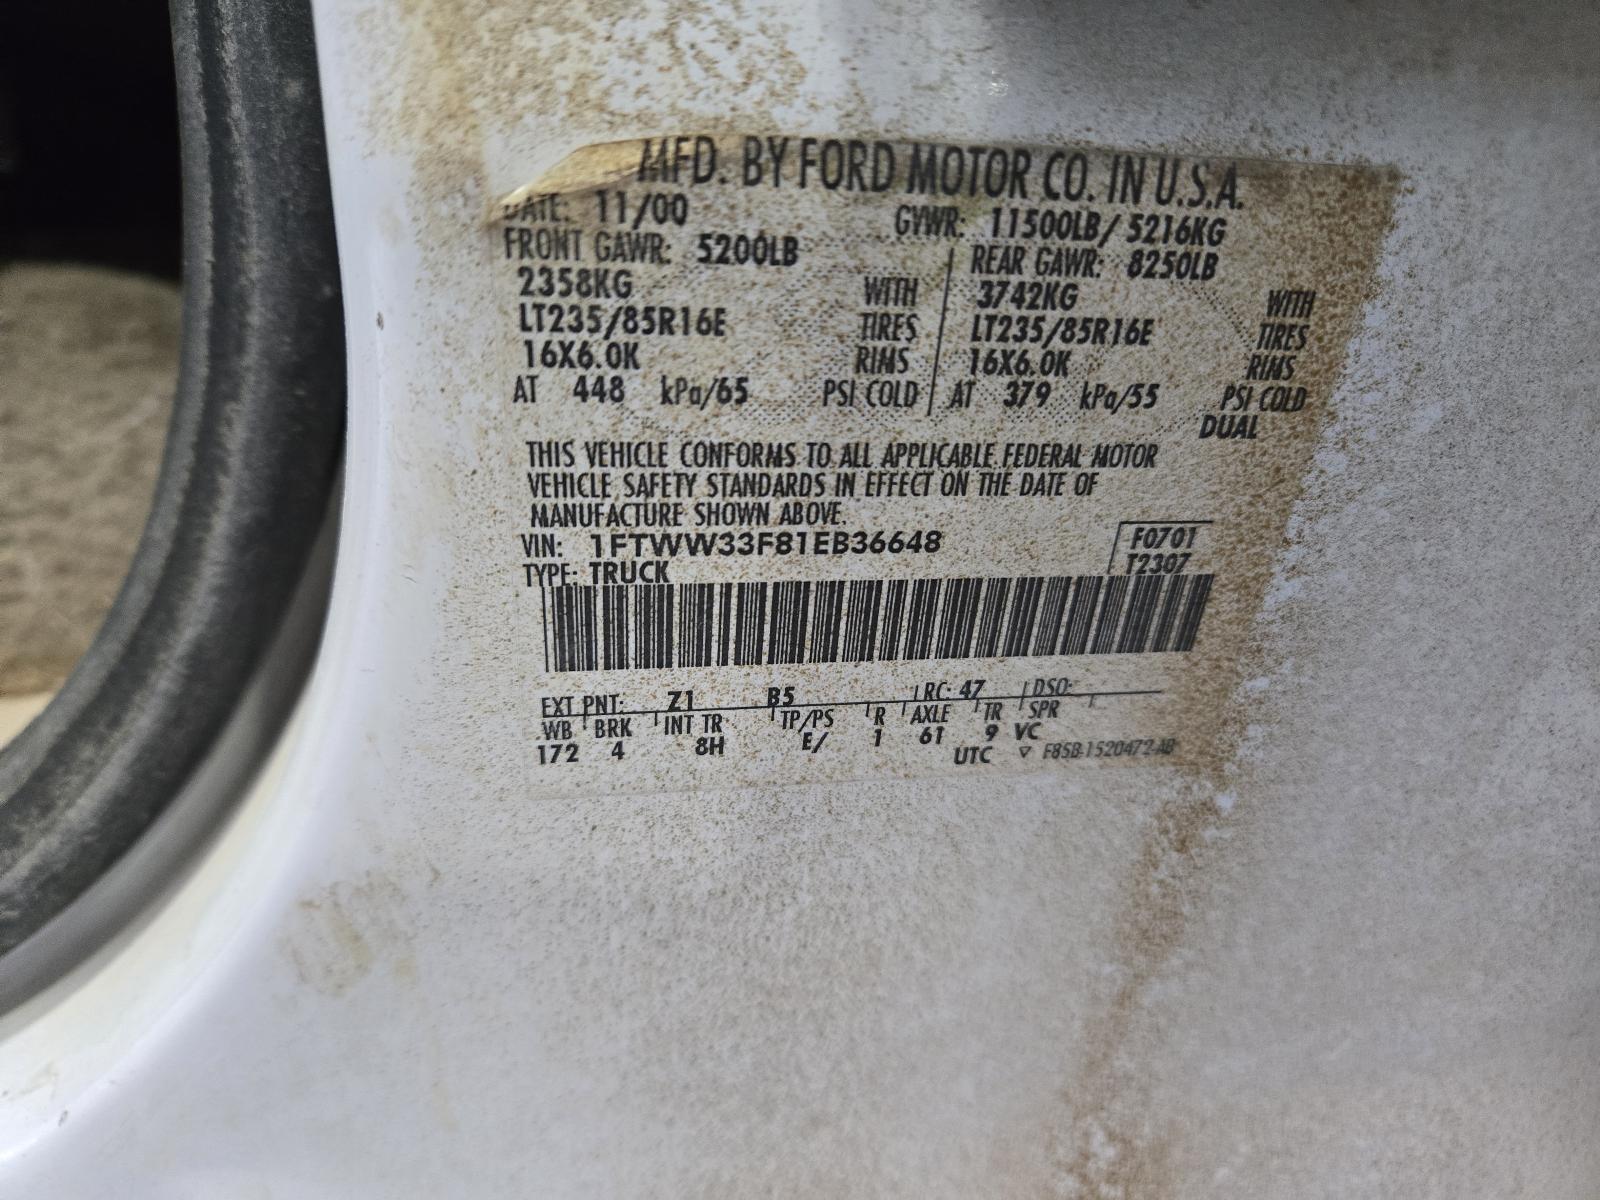 MFD. BY FORD MOTOR CO. IN U.S.A.
DATE: 11/00 GVWR: 11500LB/ 5216KG
FRONT GAWR: 5200LB REAR GAWR: 8250LB
2358KG WITH 3742KG WITH
LT235/85R16E TIRES LT235/85R16E TIRES
16X6.0K RIMS 16X6.0K RIMS
AT 448 kPa/65 PSI COLD AT 379 kPa/55 PSI COLD
DUAL
THIS VEHICLE CONFORMS TO ALL APPLICABLE FEDERAL MOTOR
VEHICLE SAFETY STANDARDS IN EFFECT ON THE DATE OF
MANUFACTURE SHOWN ABOVE.
VIN: 1FTWW33F81EB36648 F0701
TYPE: TRUCK T2307
EXT PNT: Z1 B5 RC: 47 DSO:
WB BRK INT TR TP/PS R AXLE TR SPR
172 4 8H E/ 1 61 9 VC
UTC ▽ F85B-1520472-AB